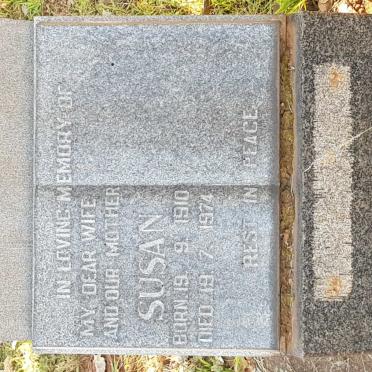 IN LOVING MEMORY OF
MY DEAR WIFE
AND OUR MOTHER
SUSAN
BORN 19. 9. 1910
DIED 19. 7. 1974
REST IN PEACE